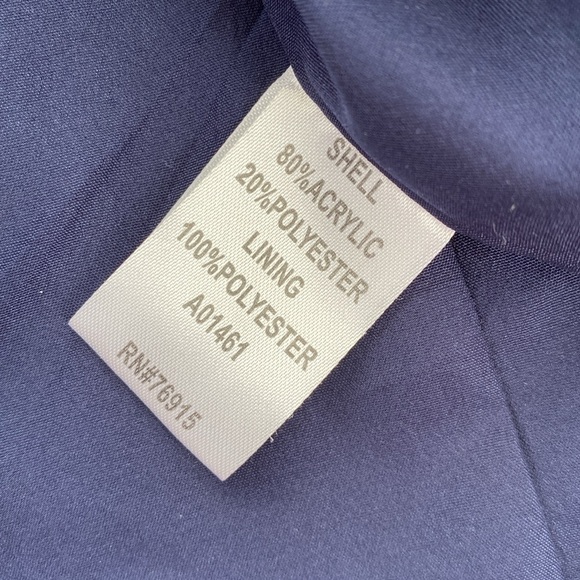 SHELL
80%ACRYLIC
20%POLYESTER
LINING
100%POLYESTER
A01461
RN#76915